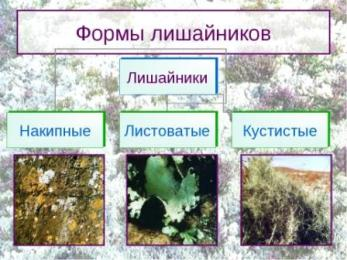 Формы лишайников
Лишайники
Накипные
Листоватые
Кустистые